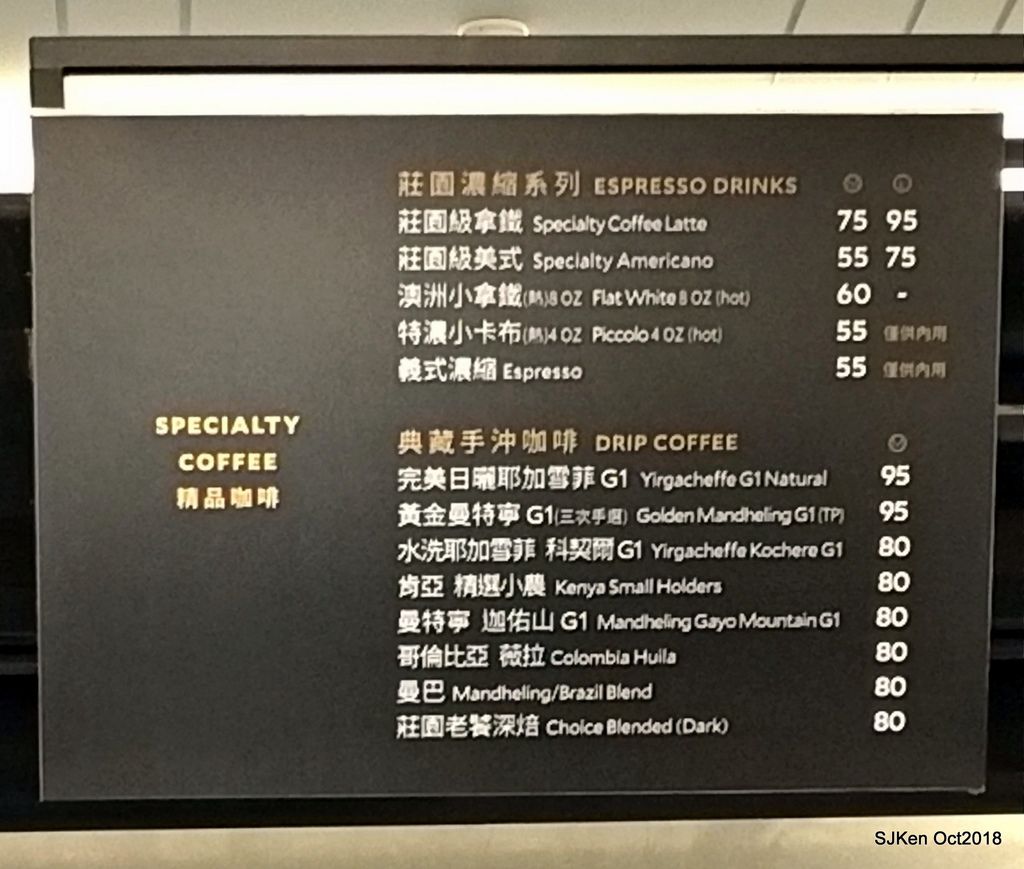 莊園濃縮系列 ESPRESSO DRINKS Ⓜ Ⓛ
莊園級拿鐵 Specialty Coffee Latte 75 95
莊園級美式 Specialty Americano 55 75
澳洲小拿鐵(熱)8 OZ Flat White 8 OZ (hot) 60 -
特濃小卡布(熱)4 OZ Piccolo 4 OZ (hot) 55 僅供內用
義式濃縮 Espresso 55 僅供內用
SPECIALTY
COFFEE
精品咖啡
典藏手沖咖啡 DRIP COFFEE Ⓜ
完美日曬耶加雪菲 G1 Yirgacheffe G1 Natural 95
黃金曼特寧 G1(三次手選) Golden Mandheling G1 (TP) 95
水洗耶加雪菲 科契爾 G1 Yirgacheffe Kochere G1 80
肯亞 精選小農 Kenya Small Holders 80
曼特寧 迦佑山 G1 Mandheling Gayo Mountain G1 80
哥倫比亞 薇拉 Colombia Huila 80
曼巴 Mandheling/Brazil Blend 80
莊園老饕深焙 Choice Blended (Dark) 80
SJKen Oct2018